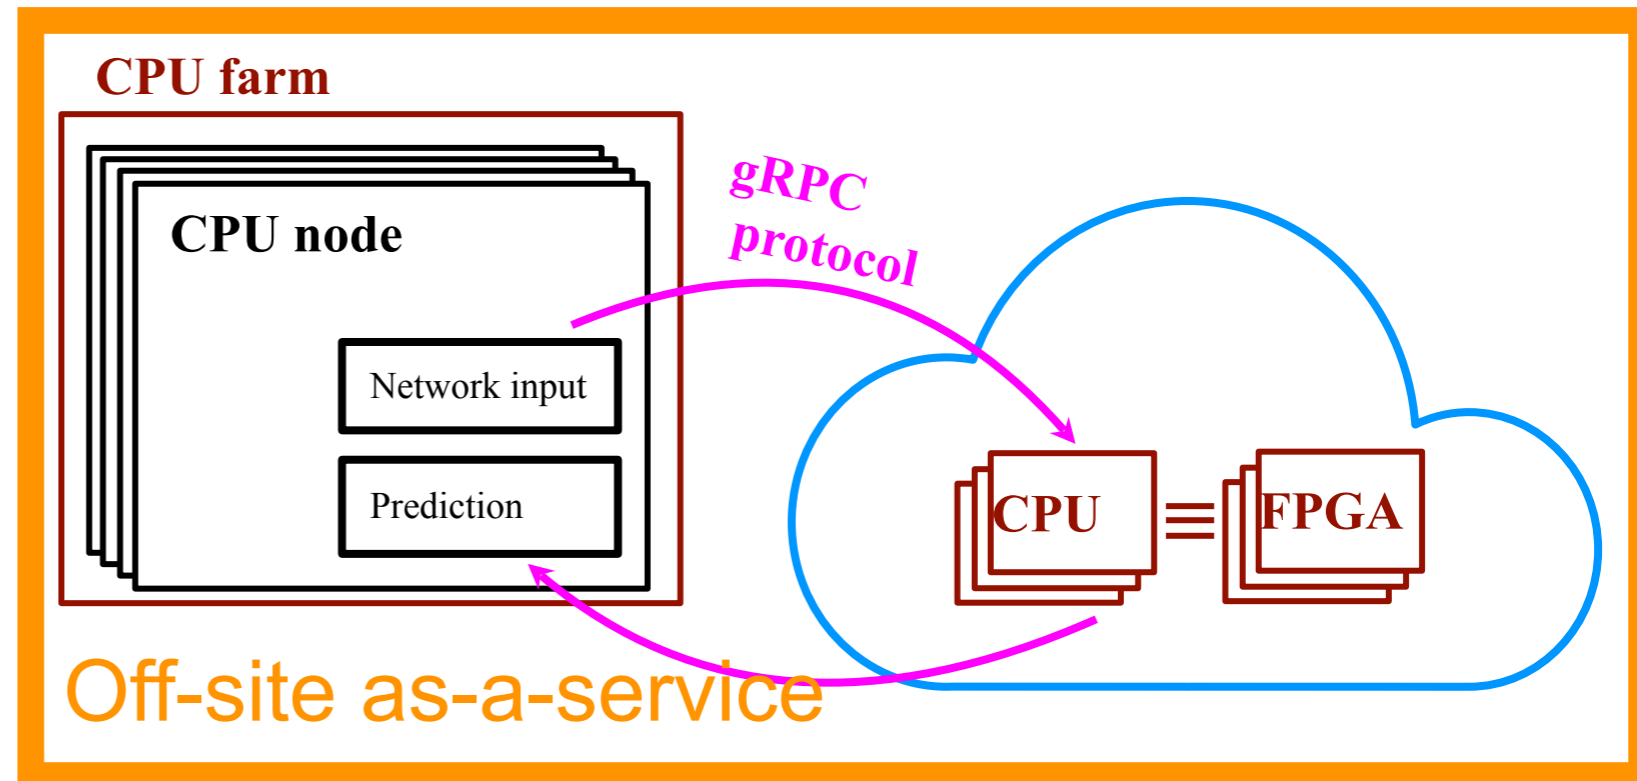 CPU farm
CPU node
gRPC
protocol
Network input
Prediction
CPU
FPGA
Off-site as-a-service